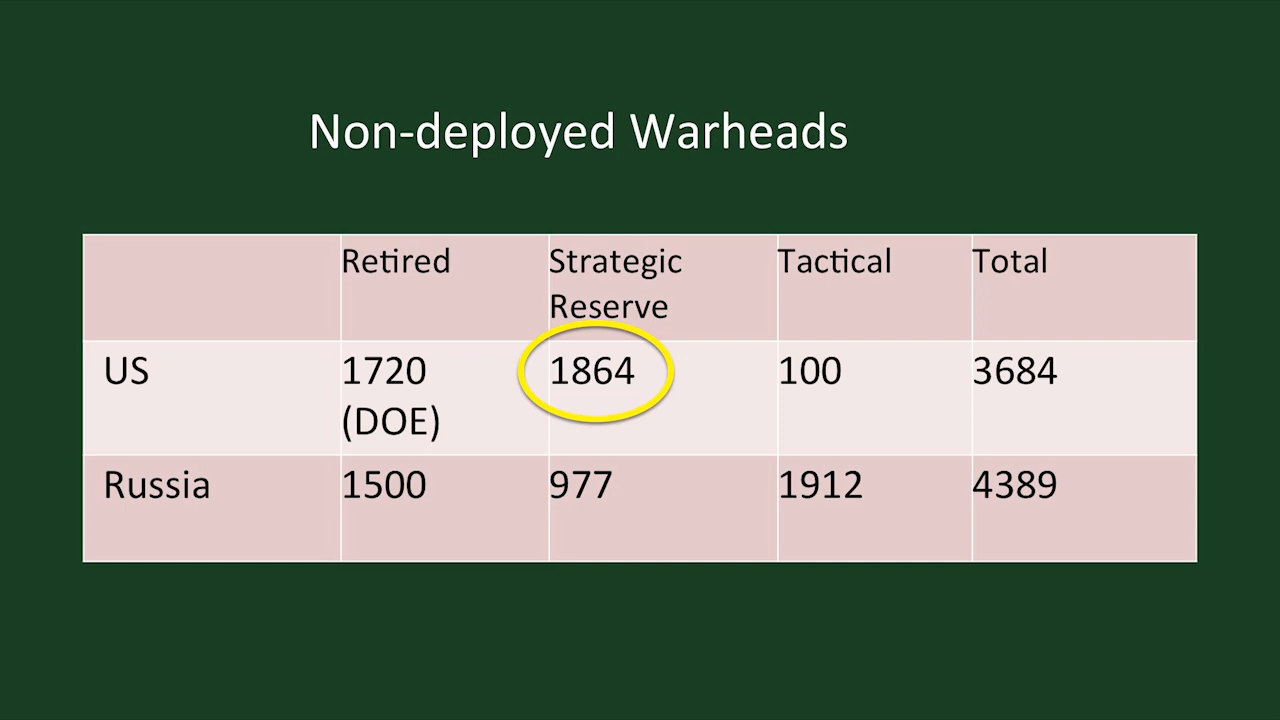 Non-deployed Warheads
Retired Strategic Tactical Total
Reserve
US 1720 1864 100 3684
(DOE)
Russia 1500 977 1912 4389